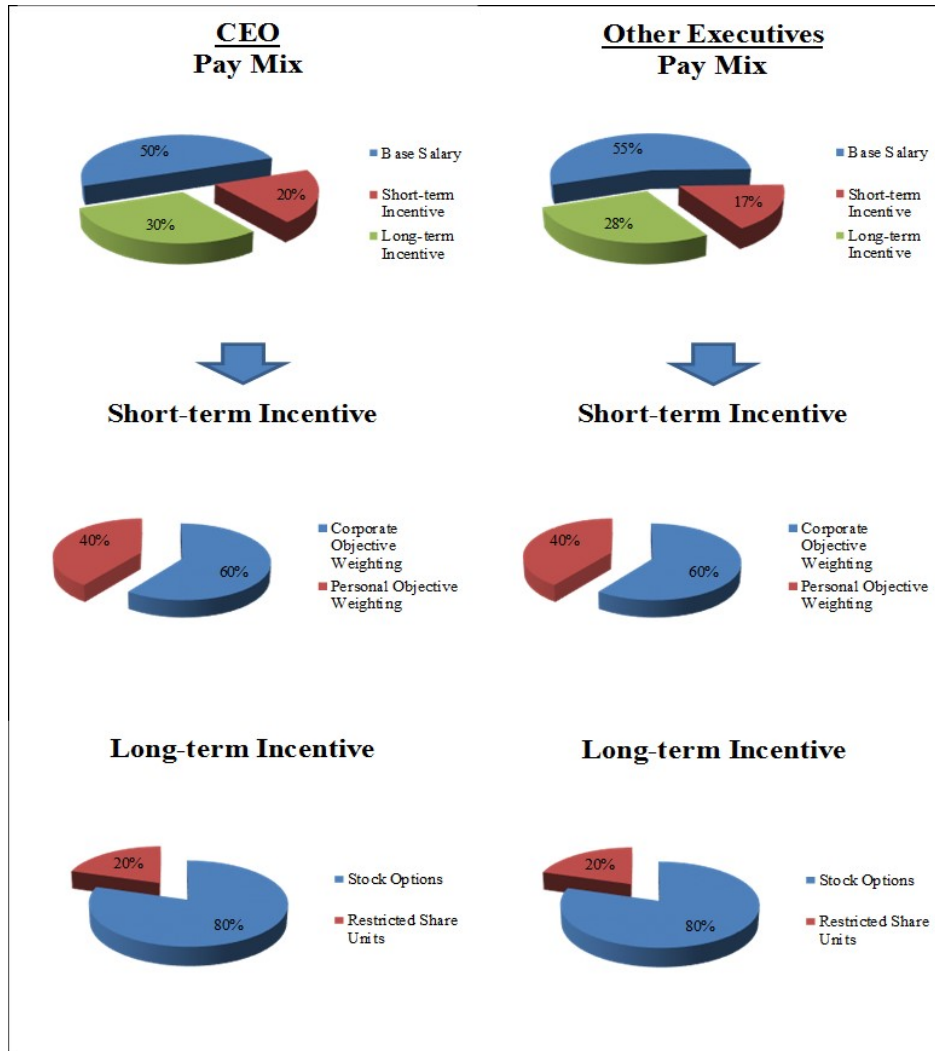 CEO
Pay Mix
50%
20%
30%
Base Salary
Short-term
Incentive
Long-term
Incentive
Other Executives
Pay Mix
55%
17%
28%
Base Salary
Short-term
Incentive
Long-term
Incentive
Short-term Incentive
40%
60%
Corporate
Objective
Weighting
Personal Objective
Weighting
Short-term Incentive
40%
60%
Corporate
Objective
Weighting
Personal Objective
Weighting
Long-term Incentive
20%
80%
Stock Options
Restricted Share
Units
Long-term Incentive
20%
80%
Stock Options
Restricted Share
Units